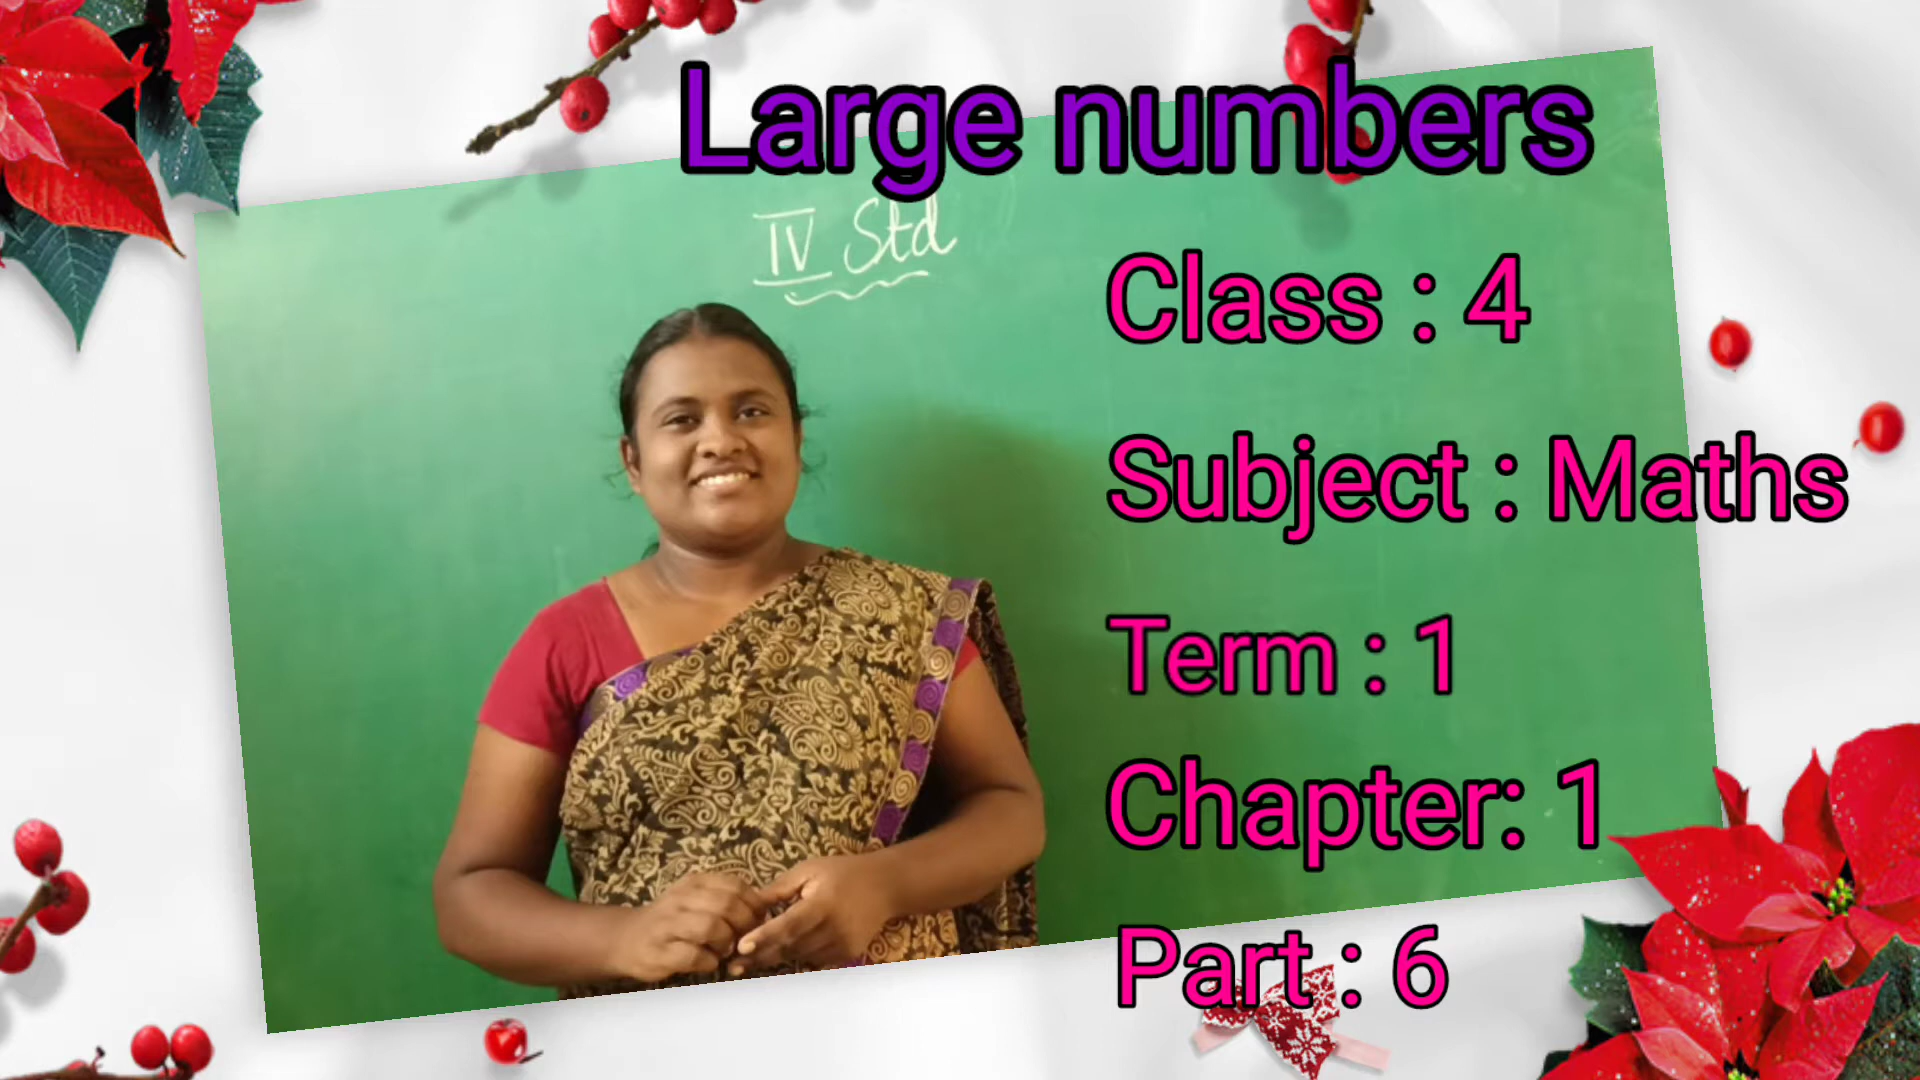 Large numbers
IV Std
Class : 4
Subject : Maths
Term : 1
Chapter: 1
Part : 6